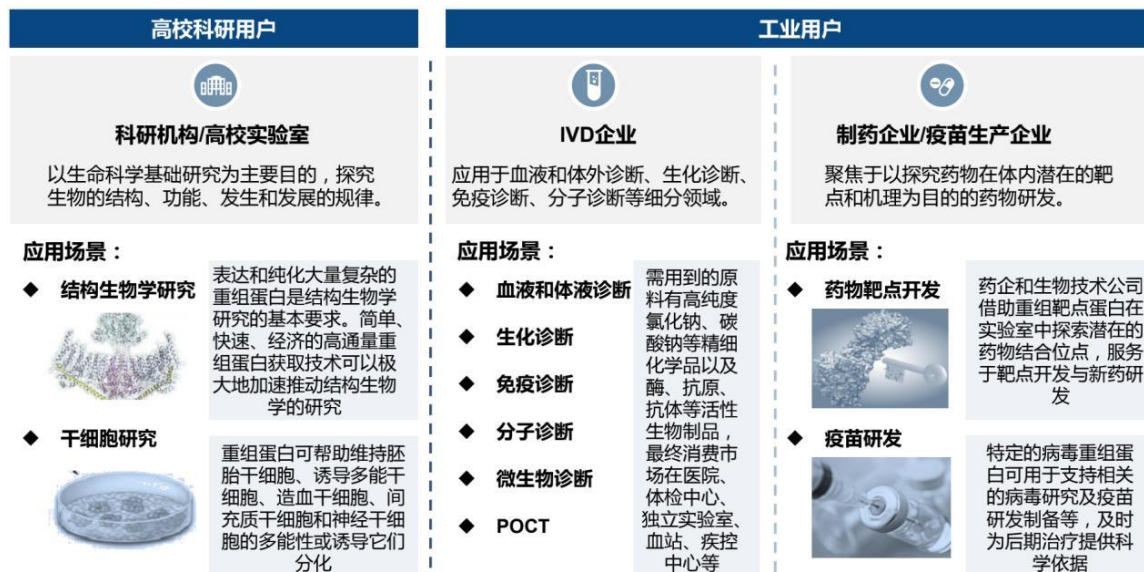 高校科研用户
工业用户
科研机构/高校实验室
以生命科学基础研究为主要目的，探究
生物的结构、功能、发生和发展的规律。
IVD企业
应用于血液和体外诊断、生化诊断、
免疫诊断、分子诊断等细分领域。
制药企业/疫苗生产企业
聚焦于以探究药物在体内潜在的靶
点和机理为目的的药物研发。
应用场景：
◆ 结构生物学研究
表达和纯化大量复杂的
重组蛋白是结构生物学
研究的基本要求。简单、
快速、经济的高通量重
组蛋白获取技术可以极
大地加速推动结构生物
学的研究
◆ 干细胞研究
重组蛋白可帮助维持胚
胎干细胞、诱导多能干
细胞、造血干细胞、间
充质干细胞和神经干细
胞的多能性或诱导它们
分化
应用场景：
◆ 血液和体液诊断
◆ 生化诊断
◆ 免疫诊断
◆ 分子诊断
◆ 微生物诊断
◆ POCT
需用到的原
料有高纯度
氯化钠、碳
酸钠等精细
化学品以及
酶、抗原、
抗体等活性
生物制品，
最终消费市
场在医院、
体检中心、
独立实验室、
血站、疾控
中心等
应用场景：
◆ 药物靶点开发
药企和生物技术公司
借助重组靶点蛋白在
实验室中探索潜在的
药物结合位点，服务
于靶点开发与新药研
发
◆ 疫苗研发
特定的病毒重组蛋
白可用于支持相关
的病毒研究及疫苗
研发制备等，及时
为后期治疗提供科
学依据